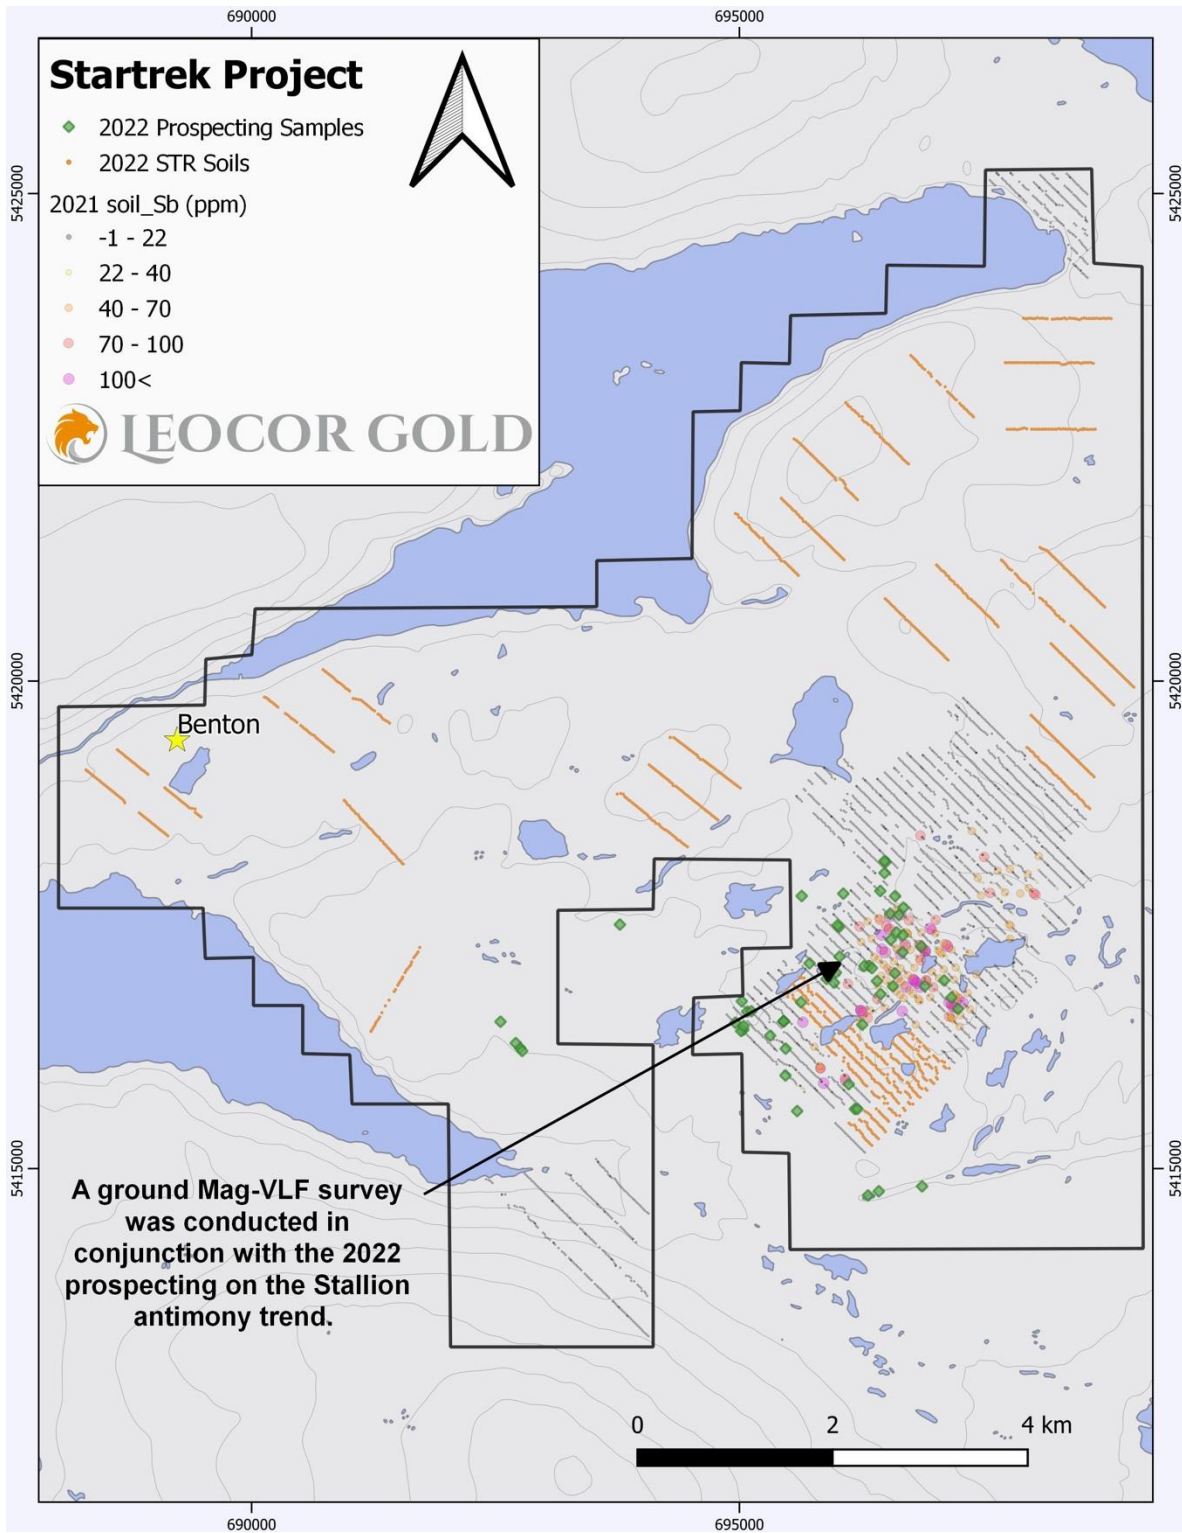 690000
695000
Startrek Project
2022 Prospecting Samples
2022 STR Soils
2021 soil_Sb (ppm)
-1 - 22
22 - 40
40 - 70
70 - 100
100<
LEOCOR GOLD
5425000
5425000
5420000
5420000
Benton
5415000
5415000
A ground Mag-VLF survey
was conducted in
conjunction with the 2022
prospecting on the Stallion
antimony trend.
0 2 4 km
690000
695000